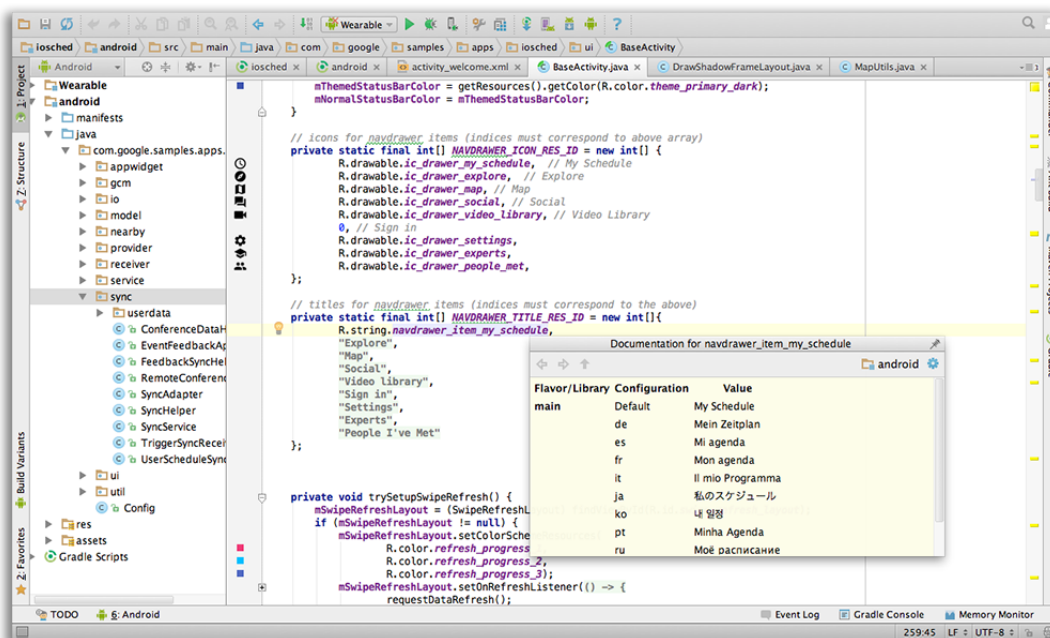 Wearable
iosched android src main java com google samples apps iosched ui BaseActivity
1: Project
Z: Structure
Build Variants
2: Favorites
Android
Wearable
android
manifests
java
com.google.samples.apps.
appwidget
gcm
io
model
nearby
provider
receiver
service
sync
userdata
ConferenceDataH
EventFeedbackAp
FeedbackSyncHel
RemoteConferen
SyncAdapter
SyncHelper
SyncService
TriggerSyncRecei
UserScheduleSync
ui
util
Config
res
assets
Gradle Scripts
iosched android activity_welcome.xml BaseActivity.java DrawShadowFrameLayout.java MapUtils.java
mThemedStatusBarColor = getResources().getColor(R.color.theme_primary_dark);
mNormalStatusBarColor = mThemedStatusBarColor;
}
// icons for navdrawer items (indices must correspond to above array)
private static final int[] NAVDRAWER_ICON_RES_ID = new int[] {
R.drawable.ic_drawer_my_schedule, // My Schedule
R.drawable.ic_drawer_explore, // Explore
R.drawable.ic_drawer_map, // Map
R.drawable.ic_drawer_social, // Social
R.drawable.ic_drawer_video_library, // Video Library
0, // Sign in
R.drawable.ic_drawer_settings,
R.drawable.ic_drawer_experts,
R.drawable.ic_drawer_people_met,
};
// titles for navdrawer items (indices must correspond to the above)
private static final int[] NAVDRAWER_TITLE_RES_ID = new int[]{
R.string.navdrawer_item_my_schedule,
"Explore",
"Map",
"Social",
"Video library",
"Sign in",
"Settings",
"Experts",
"People I've Met"
};
private void trySetupSwipeRefresh() {
mSwipeRefreshLayout = (SwipeRefresh
if (mSwipeRefreshLayout != null) {
mSwipeRefreshLayout.setColorSche
R.color.refresh_progress_1,
R.color.refresh_progress_2,
R.color.refresh_progress_3);
mSwipeRefreshLayout.setOnRefreshListener(() -> {
requestDataRefresh();
Documentation for navdrawer_item_my_schedule
android
Flavor/Library Configuration Value
main Default My Schedule
de Mein Zeitplan
es Mi agenda
fr Mon agenda
it Il mio Programma
ja 私のスケジュール
ko 내 일정
pt Minha Agenda
ru Моё расписание
TODO 6: Android Event Log Gradle Console Memory Monitor
259:45 LF UTF-8